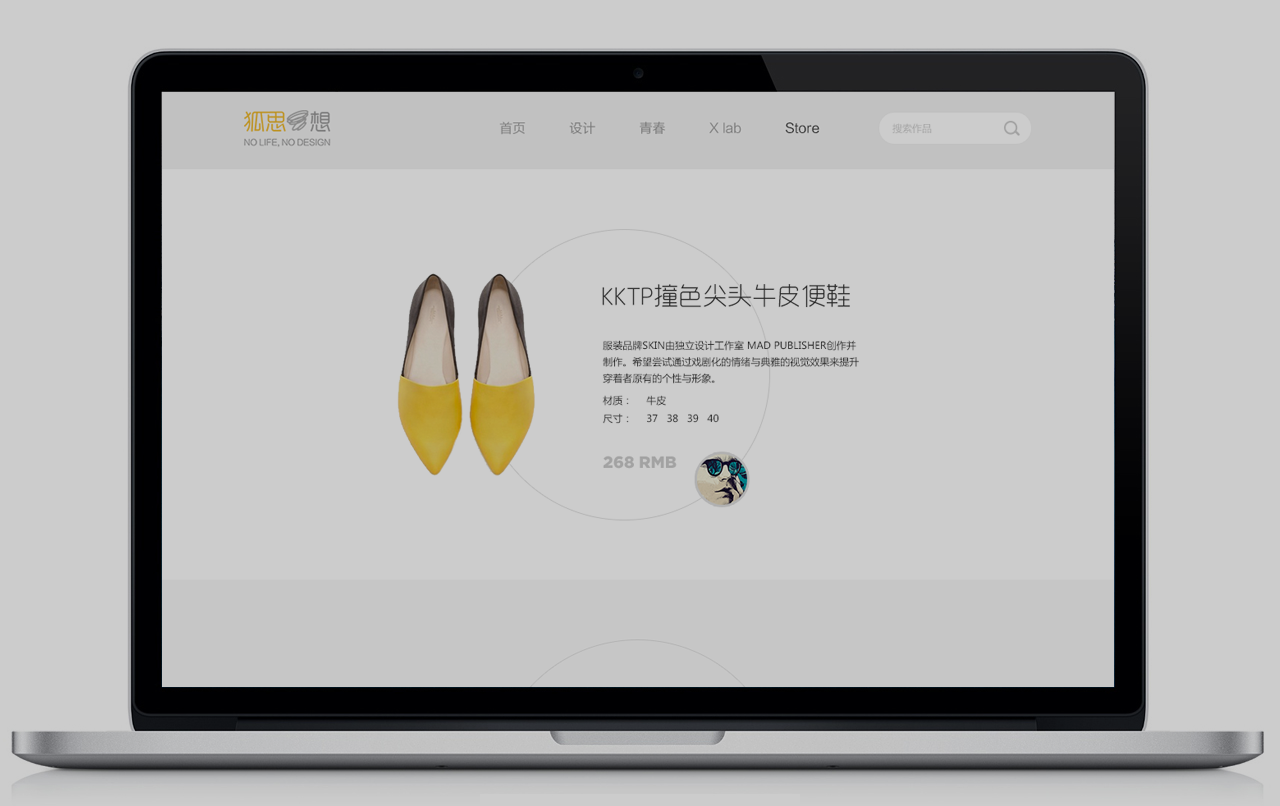 狐思想
NO LIFE, NO DESIGN
首页 设计 青春 X lab Store
搜索作品
KKTP撞色尖头牛皮便鞋
服装品牌SKIN由独立设计工作室 MAD PUBLISHER创作并
制作。希望尝试通过戏剧化的情绪与典雅的视觉效果来提升
穿着者原有的个性与形象。
材质： 牛皮
尺寸： 37 38 39 40
268 RMB